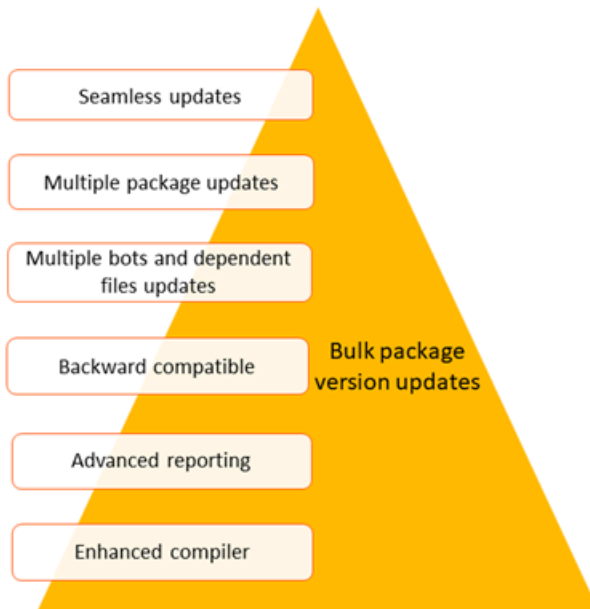 Seamless updates
Multiple package updates
Multiple bots and dependent
files updates
Backward compatible
Bulk package
version updates
Advanced reporting
Enhanced compiler